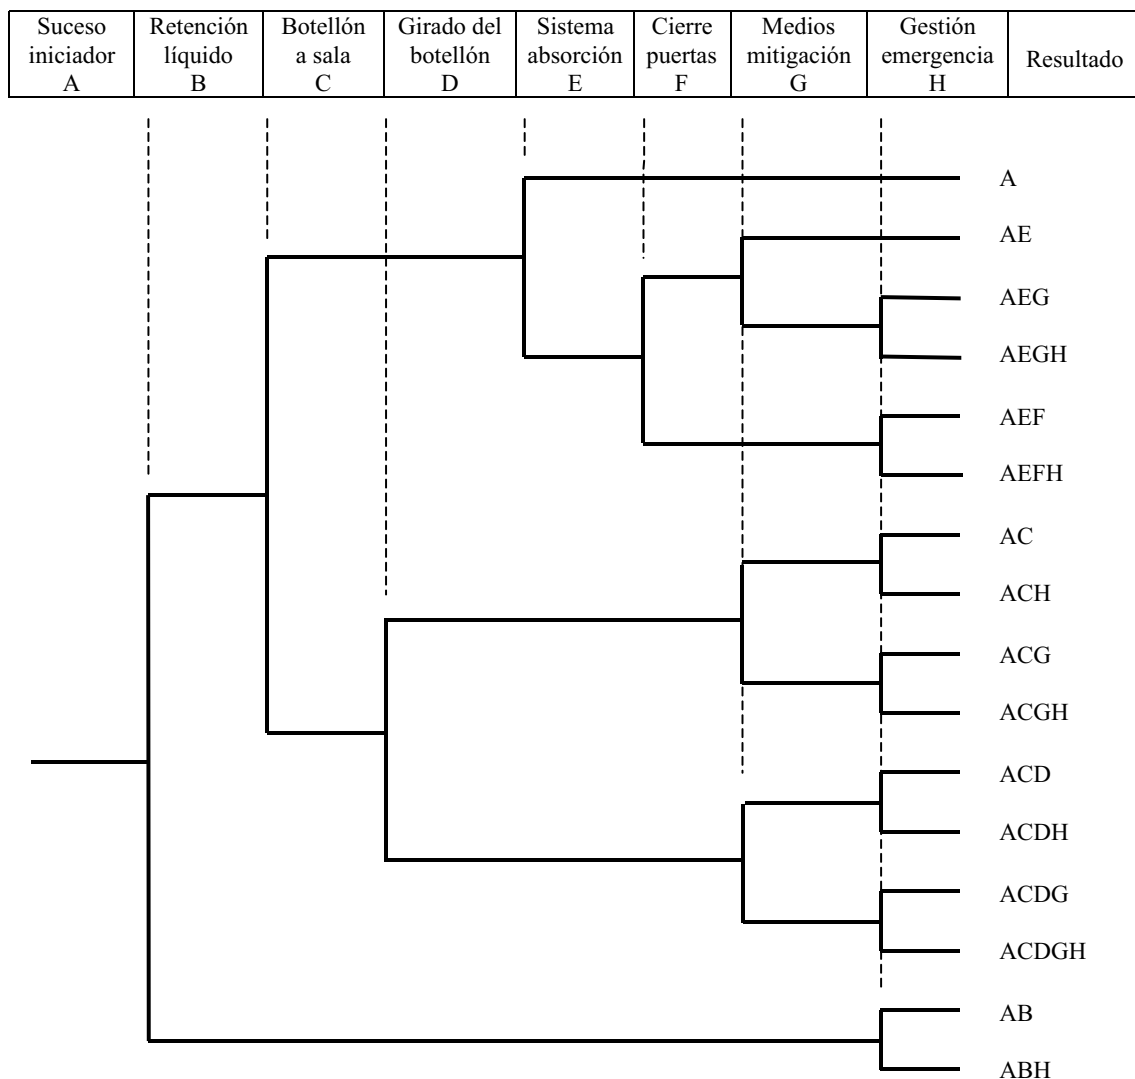 Suceso
iniciador
A
Retención
líquido
B
Botellón
a sala
C
Girado del
botellón
D
Sistema
absorción
E
Cierre
puertas
F
Medios
mitigación
G
Gestión
emergencia
H
Resultado
A
AE
AEG
AEGH
AEF
AEFH
AC
ACH
ACG
ACGH
ACD
ACDH
ACDG
ACDGH
AB
ABH